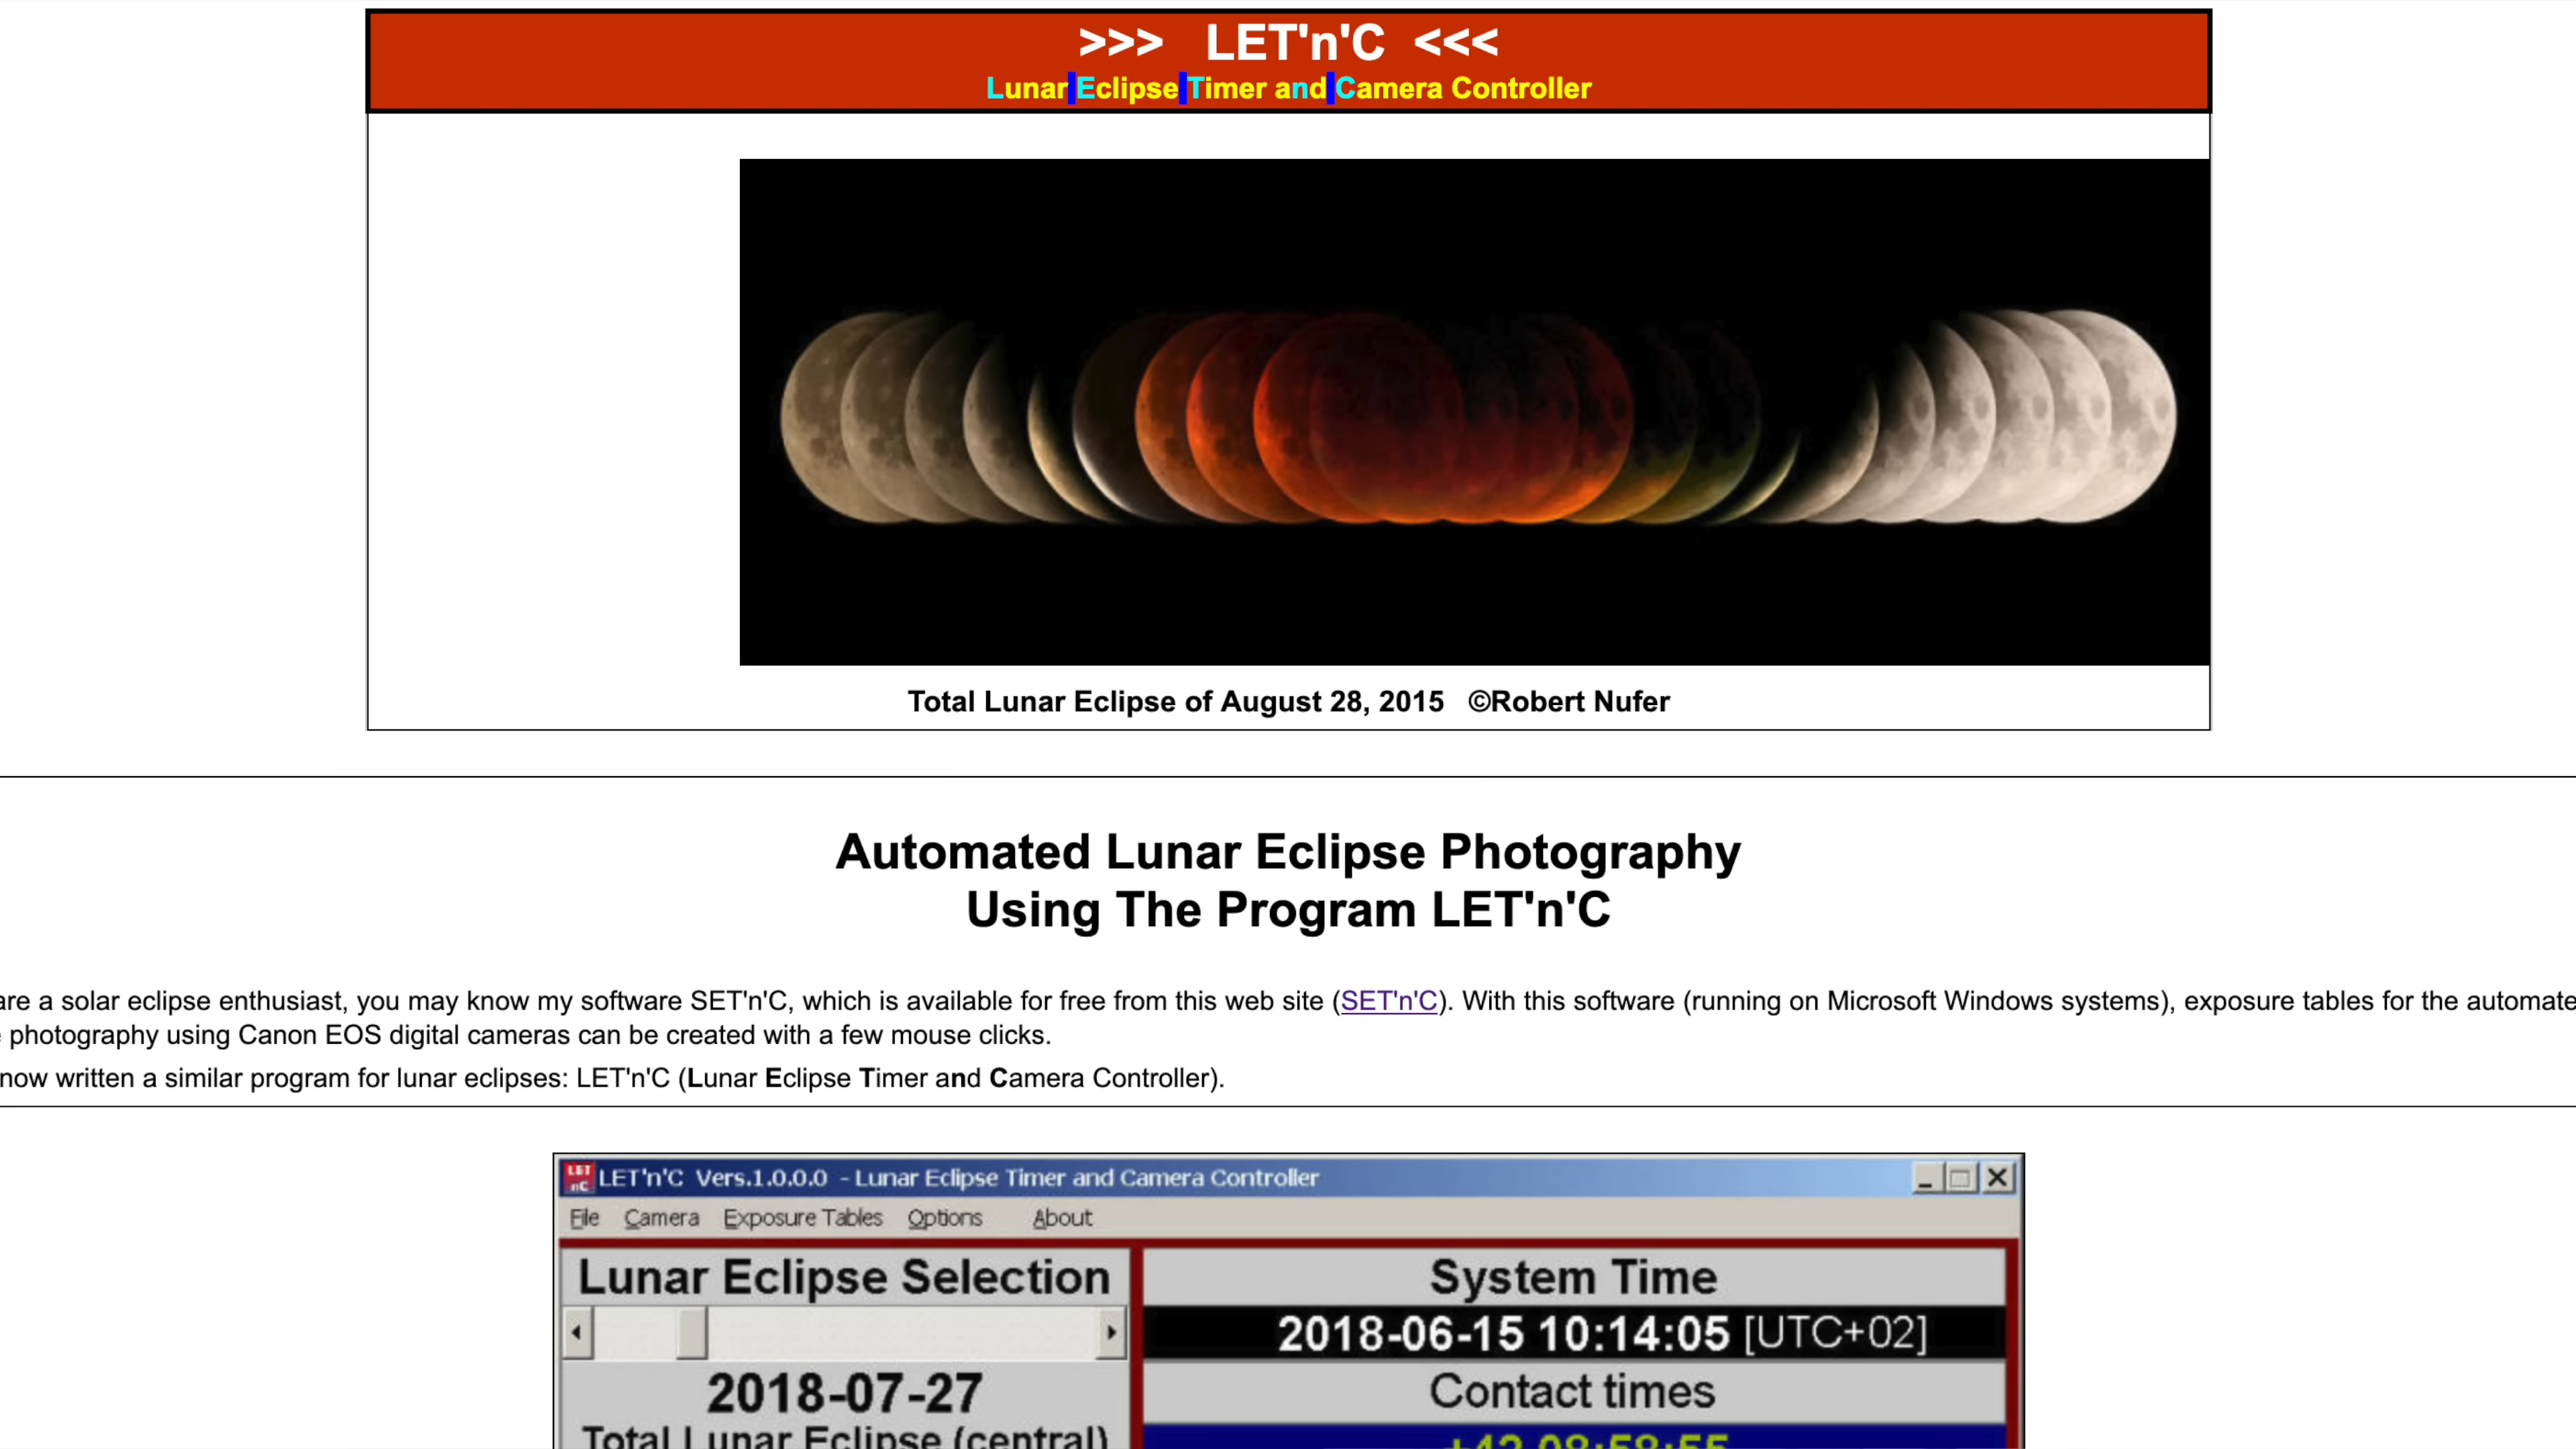 >>> LET'n'C <<<
Lunar Eclipse Timer and Camera Controller
Total Lunar Eclipse of August 28, 2015 ©Robert Nufer
Automated Lunar Eclipse Photography
Using The Program LET'n'C
are a solar eclipse enthusiast, you may know my software SET'n'C, which is available for free from this web site (SET'n'C). With this software (running on Microsoft Windows systems), exposure tables for the automate
photography using Canon EOS digital cameras can be created with a few mouse clicks.
now written a similar program for lunar eclipses: LET'n'C (Lunar Eclipse Timer and Camera Controller).
LET nC LET'n'C Vers.1.0.0.0 - Lunar Eclipse Timer and Camera Controller
File Camera Exposure Tables Options About
Lunar Eclipse Selection
System Time
2018-06-15 10:14:05 [UTC+02]
2018-07-27
Contact times
Total Lunar Eclipse (central)
+42 08:58:55